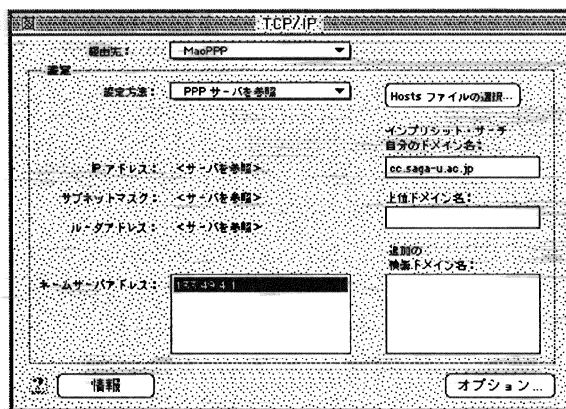 TCP/IP
経由先： MacPPP
設定
設定方法： PPP サーバを参照
Hosts ファイルの選択...
インプリシット・サーチ
自分のドメイン名：
IP アドレス： <サーバを参照>
cc.saga-u.ac.jp
サブネットマスク： <サーバを参照>
上位ドメイン名：
ルータアドレス： <サーバを参照>
追加の
検索ドメイン名：
ネームサーバアドレス： 133.49.4.1
情報
オプション...